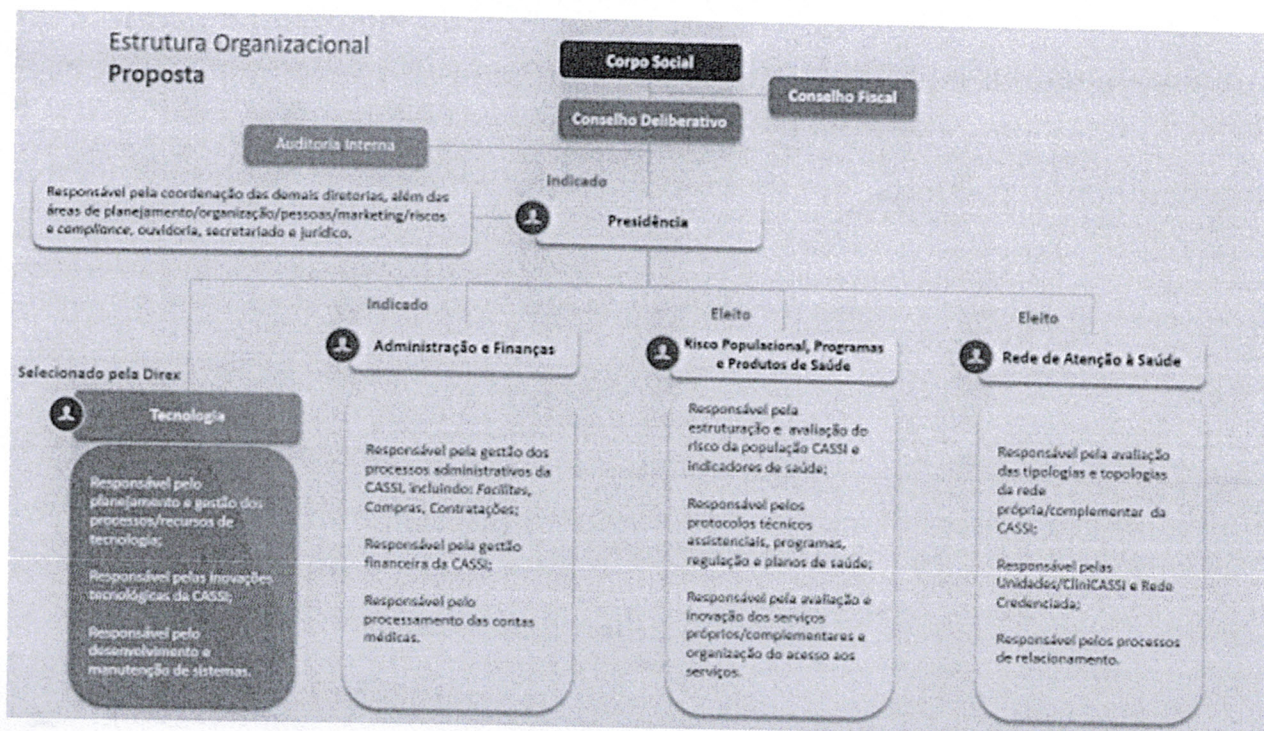 Estrutura Organizacional
Proposta
Corpo Social
Conselho Fiscal
Conselho Deliberativo
Auditoria Interna
Indicado
Presidência
Responsável pela coordenação das demais diretorias, além das
áreas de planejamento/organização/pessoas/marketing/riscos
e compliance, ouvidoria, secretariado e jurídico.
Selecionado pela Direx
Tecnologia
Responsável pelo
planejamento e gestão dos
processos/recursos de
tecnologia;
Responsável pelas inovações
tecnológicas da CASSI;
Responsável pelo
desenvolvimento e
manutenção de sistemas.
Indicado
Administração e Finanças
Responsável pela gestão dos
processos administrativos da
CASSI, incluindo: Facilites,
Compras, Contratações;
Responsável pela gestão
financeira da CASSI;
Responsável pelo
processamento das contas
médicas.
Eleito
Risco Populacional, Programas
e Produtos de Saúde
Responsável pela
estruturação e avaliação do
risco da população CASSI e
indicadores de saúde;
Responsável pelos
protocolos técnicos
assistenciais, programas,
regulação e planos de saúde;
Responsável pela avaliação e
inovação dos serviços
próprios/complementares e
organização do acesso aos
serviços.
Eleito
Rede de Atenção à Saúde
Responsável pela avaliação
das tipologias e topologias
da rede
própria/complementar da
CASSI;
Responsável pelas
Unidades/CliniCASSI e Rede
Credenciada;
Responsável pelos processos
de relacionamento.